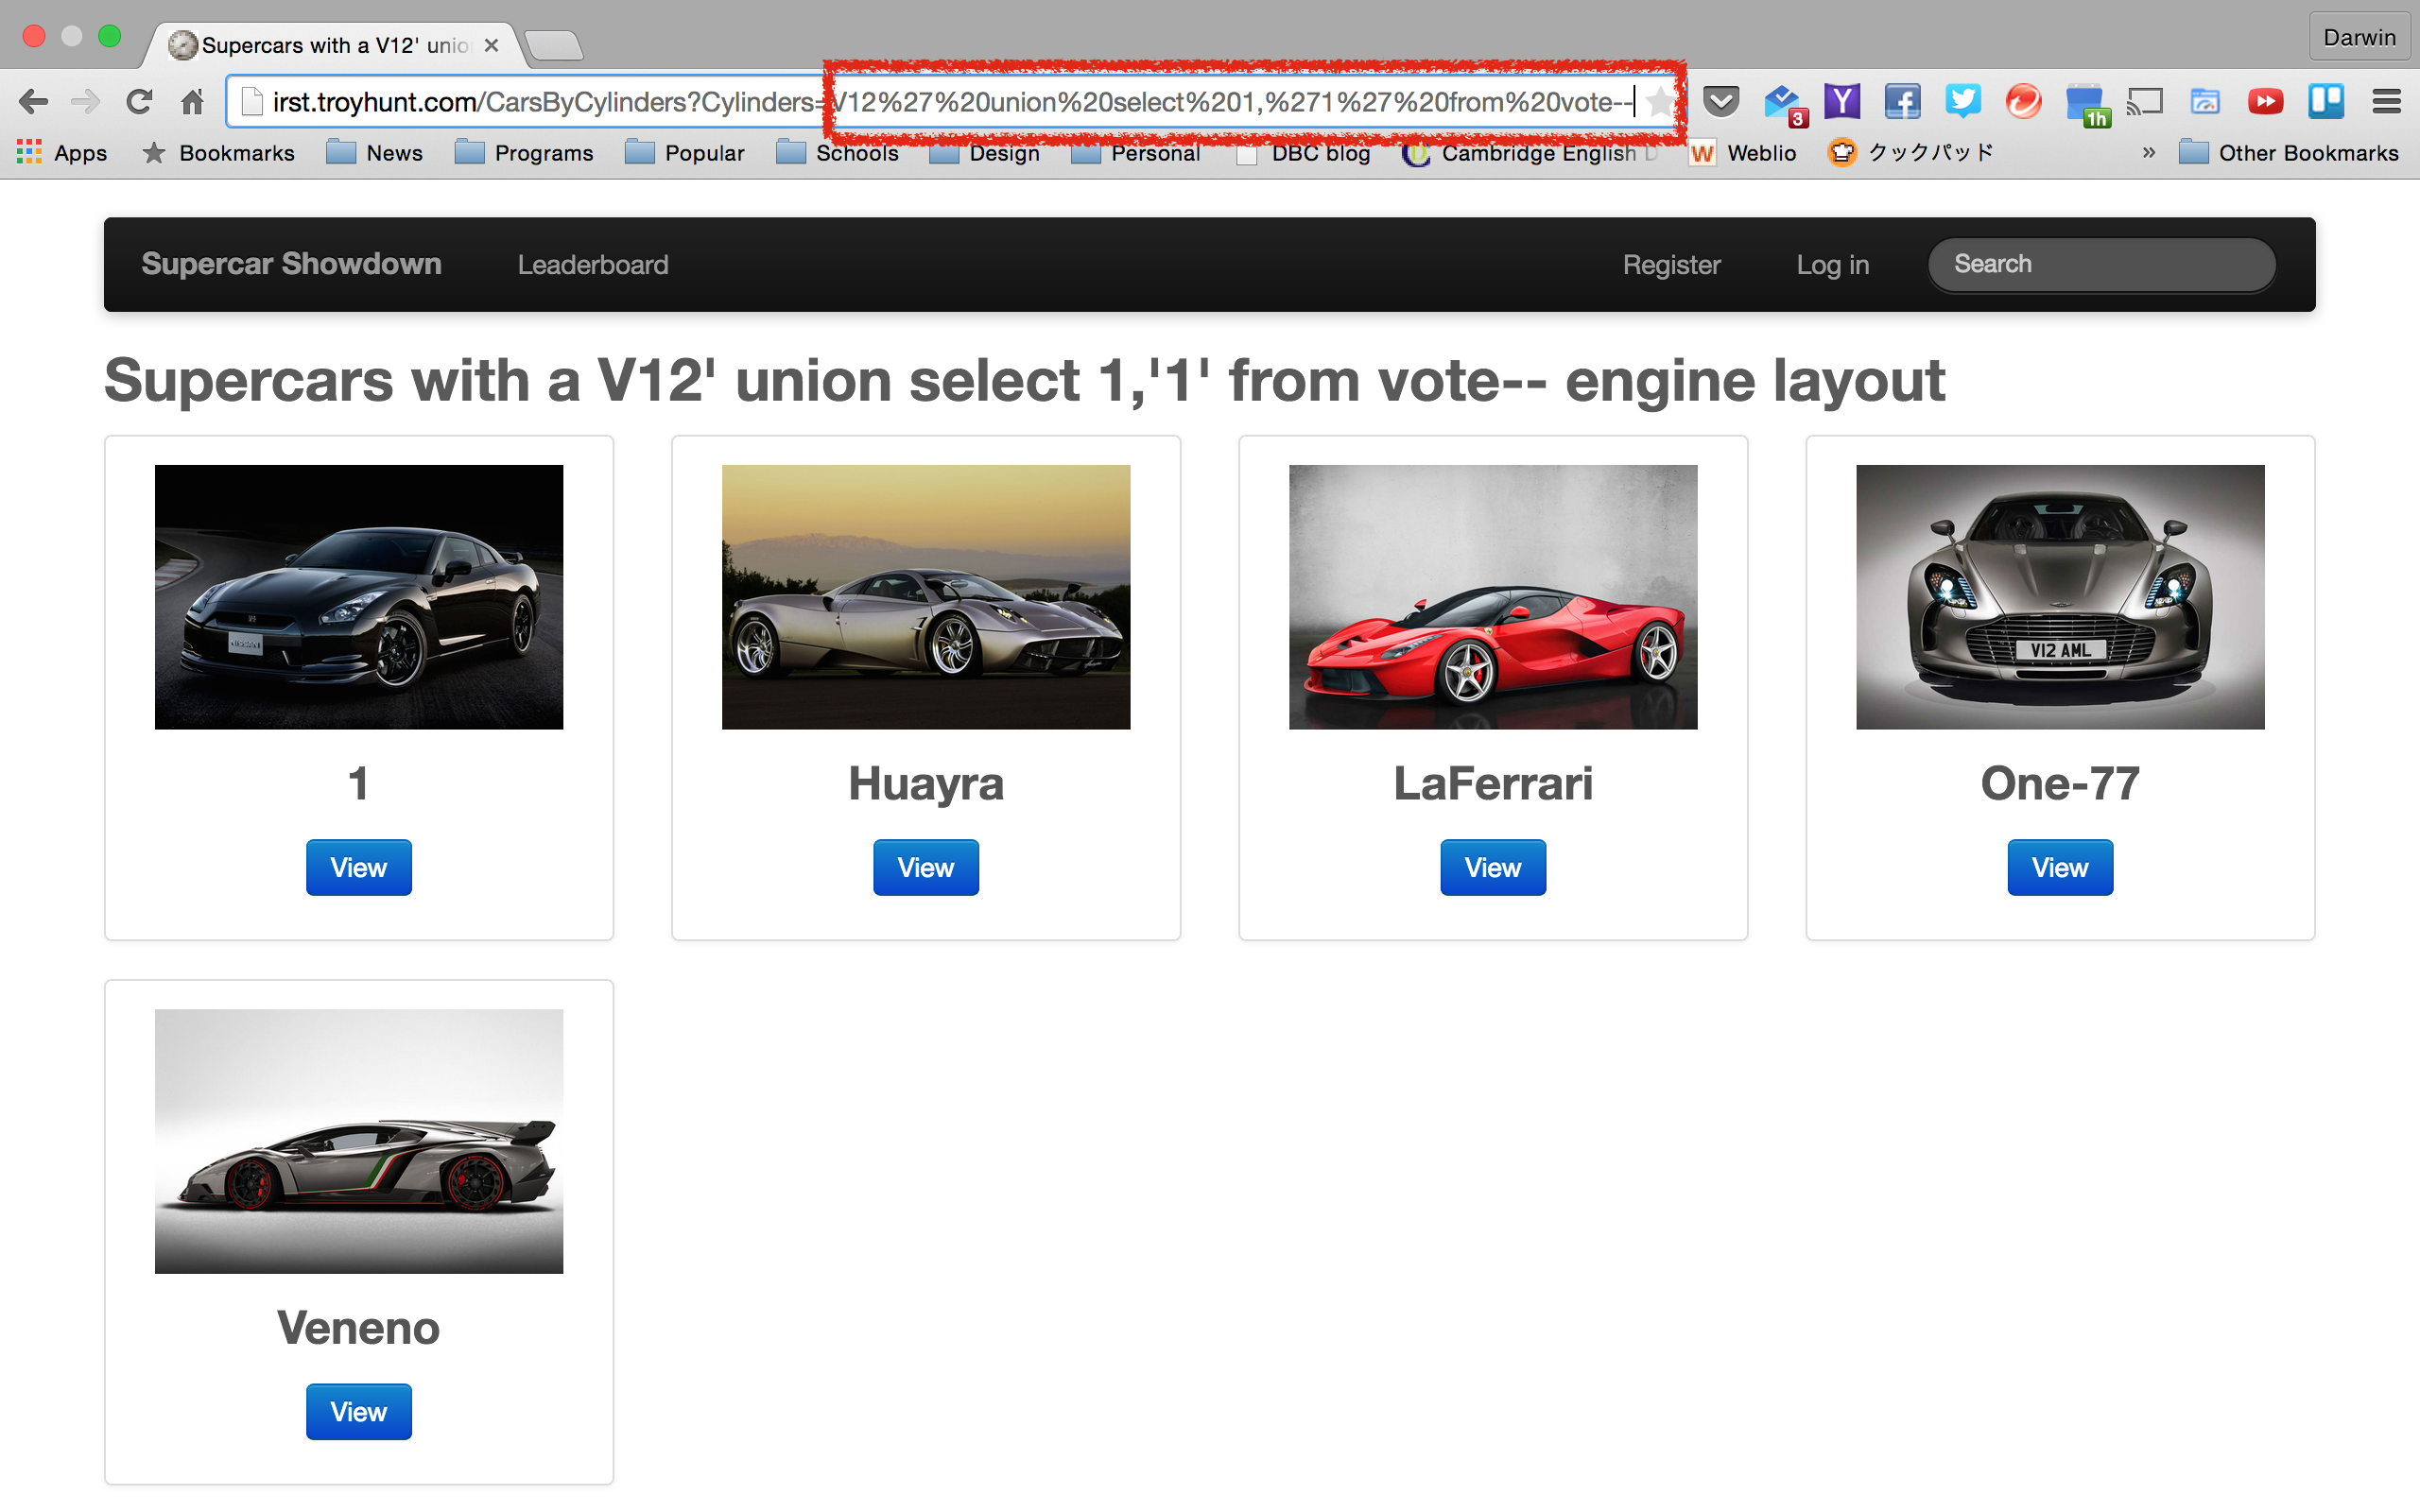 Supercars with a V12' unio
Darwin
irst.troyhunt.com/CarsByCylinders?Cylinders=V12%27%20union%20select%201,%271%27%20from%20vote--
3
1h
Apps Bookmarks News Programs Popular Schools Design Personal DBC blog Cambridge English D Weblio クックパッド » Other Bookmarks
Supercar Showdown Leaderboard Register Log in Search
Supercars with a V12' union select 1,'1' from vote-- engine layout
NISSAN
V12 AML
1 Huayra LaFerrari One-77
View View View View
Veneno
View